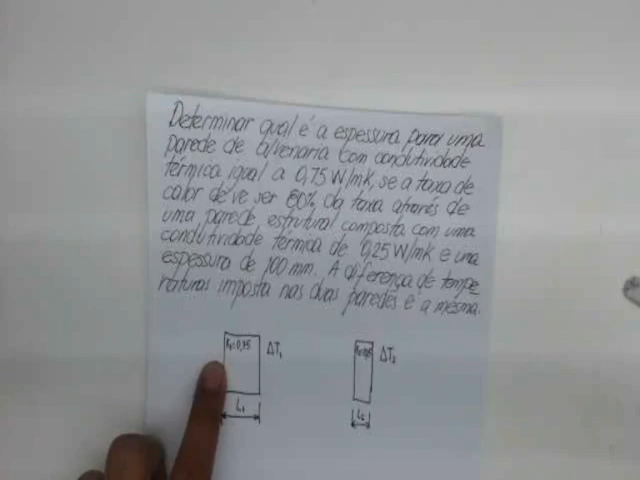 Determinar qual é a espessura para uma
parede de alvenaria com condutividade
térmica igual a 0,75 W/mK, se a taxa de
calor deve ser 80% da taxa através de
uma parede estrutural composta com uma
condutividade térmica de 0,25 W/mK e uma
espessura de 100 mm. A diferença de tempe
raturas imposta nas duas paredes é a mesma.
K₁=0,75 ΔT₁ ΔT₂
L₁ L₂